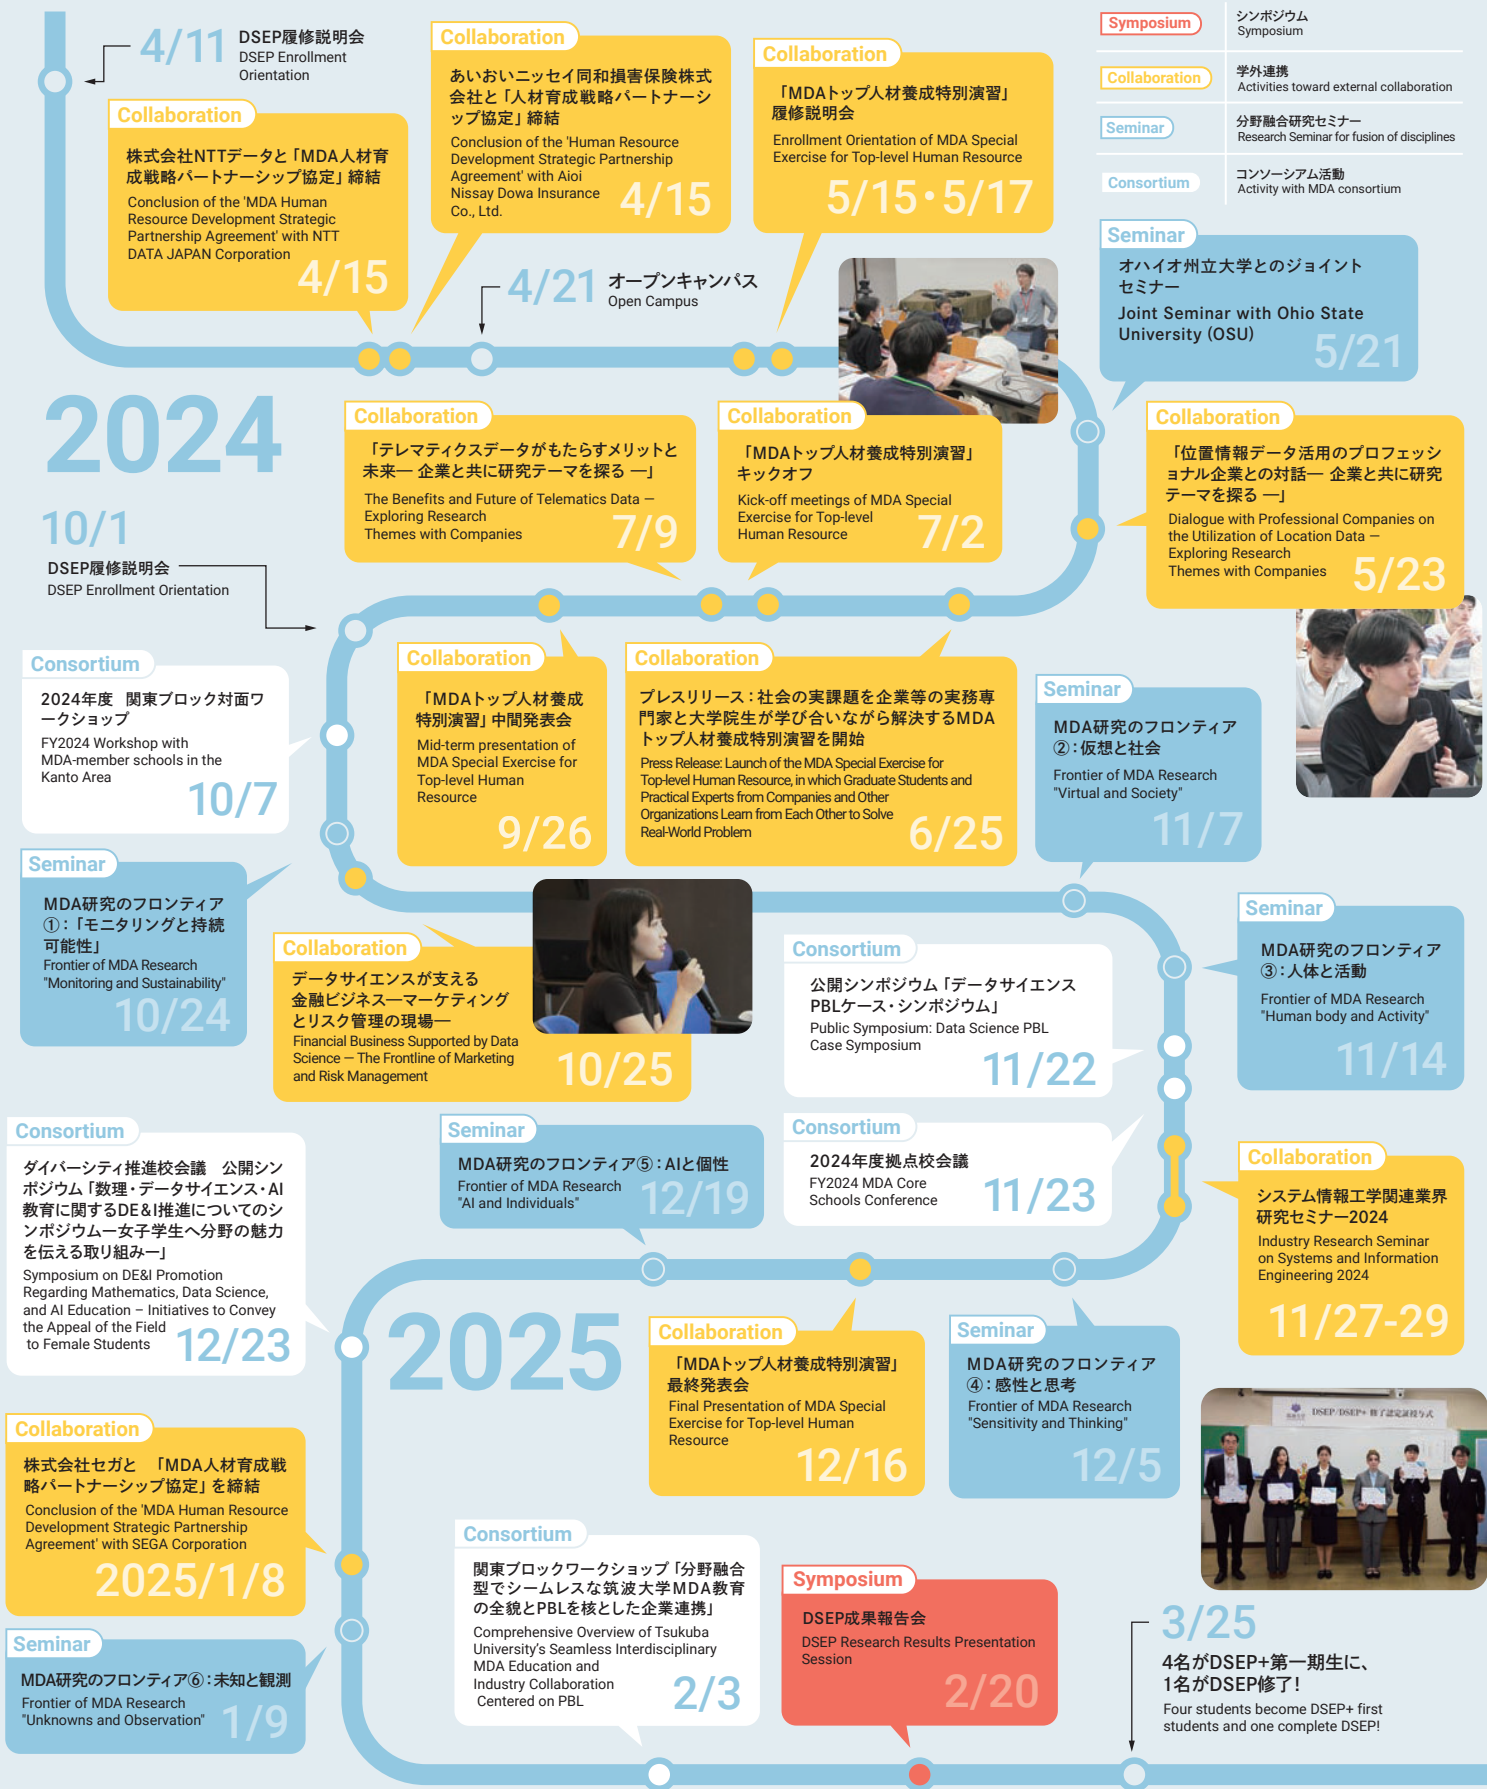 4/11
DSEP履修説明会
DSEP Enrollment
Orientation
Collaboration
株式会社NTTデータと「MDA人材育
成戦略パートナーシップ協定」締結
Conclusion of the 'MDA Human
Resource Development Strategic
Partnership Agreement' with NTT
DATA JAPAN Corporation
4/15
Collaboration
あいおいニッセイ同和損害保険株式
会社と「人材育成戦略パートナーシ
ップ協定」締結
Conclusion of the 'Human Resource
Development Strategic Partnership
Agreement' with Aioi
Nissay Dowa Insurance
Co., Ltd.
4/15
Collaboration
「MDAトップ人材養成特別演習」
履修説明会
Enrollment Orientation of MDA Special
Exercise for Top-level Human Resource
5/15・5/17
Symposium
シンポジウム
Symposium
Collaboration
学外連携
Activities toward external collaboration
Seminar
分野融合研究セミナー
Research Seminar for fusion of disciplines
Consortium
コンソーシアム活動
Activity with MDA consortium
4/21
オープンキャンパス
Open Campus
Seminar
オハイオ州立大学とのジョイント
セミナー
Joint Seminar with Ohio State
University (OSU)
5/21
2024
Collaboration
「位置情報データ活用のプロフェッシ
ョナル企業との対話― 企業と共に研究
テーマを探る ―」
Dialogue with Professional Companies on
the Utilization of Location Data –
Exploring Research
Themes with Companies
5/23
Collaboration
「MDAトップ人材養成特別演習」
キックオフ
Kick-off meetings of MDA Special
Exercise for Top-level
Human Resource
7/2
Collaboration
「テレマティクスデータがもたらすメリットと
未来― 企業と共に研究テーマを探る ―」
The Benefits and Future of Telematics Data –
Exploring Research
Themes with Companies
7/9
10/1
DSEP履修説明会
DSEP Enrollment Orientation
Collaboration
プレスリリース：社会の実課題を企業等の実務専
門家と大学院生が学び合いながら解決するMDA
トップ人材養成特別演習を開始
Press Release: Launch of the MDA Special Exercise for
Top-level Human Resource, in which Graduate Students and
Practical Experts from Companies and Other
Organizations Learn from Each Other to Solve
Real-World Problem
6/25
Collaboration
「MDAトップ人材養成
特別演習」中間発表会
Mid-term presentation of
MDA Special Exercise for
Top-level Human
Resource
9/26
Consortium
2024年度　関東ブロック対面ワ
ークショップ
FY2024 Workshop with
MDA-member schools in the
Kanto Area
10/7
Seminar
MDA研究のフロンティア
①：「モニタリングと持続
可能性」
Frontier of MDA Research
"Monitoring and Sustainability"
10/24
Collaboration
データサイエンスが支える
金融ビジネス―マーケティング
とリスク管理の現場―
Financial Business Supported by Data
Science – The Frontline of Marketing
and Risk Management
10/25
Seminar
MDA研究のフロンティア
②：仮想と社会
Frontier of MDA Research
"Virtual and Society"
11/7
Seminar
MDA研究のフロンティア
③：人体と活動
Frontier of MDA Research
"Human body and Activity"
11/14
Consortium
公開シンポジウム「データサイエンス
PBLケース・シンポジウム」
Public Symposium: Data Science PBL
Case Symposium
11/22
Consortium
2024年度拠点校会議
FY2024 MDA Core
Schools Conference
11/23
Collaboration
システム情報工学関連業界
研究セミナー2024
Industry Research Seminar
on Systems and Information
Engineering 2024
11/27-29
Seminar
MDA研究のフロンティア
④：感性と思考
Frontier of MDA Research
"Sensitivity and Thinking"
12/5
Collaboration
「MDAトップ人材養成特別演習」
最終発表会
Final Presentation of MDA Special
Exercise for Top-level Human
Resource
12/16
Seminar
MDA研究のフロンティア⑤：AIと個性
Frontier of MDA Research
"AI and Individuals"
12/19
Consortium
ダイバーシティ推進校会議　公開シン
ポジウム「数理・データサイエンス・AI
教育に関するDE&I推進についてのシ
ンポジウムー女子学生へ分野の魅力
を伝える取り組みー」
Symposium on DE&I Promotion
Regarding Mathematics, Data Science,
and AI Education – Initiatives to Convey
the Appeal of the Field
to Female Students
12/23
2025
Collaboration
株式会社セガと　「MDA人材育成戦
略パートナーシップ協定」を締結
Conclusion of the 'MDA Human Resource
Development Strategic Partnership
Agreement' with SEGA Corporation
2025/1/8
Seminar
MDA研究のフロンティア⑥：未知と観測
Frontier of MDA Research
"Unknowns and Observation"
1/9
Consortium
関東ブロックワークショップ「分野融合
型でシームレスな筑波大学MDA教育
の全貌とPBLを核とした企業連携」
Comprehensive Overview of Tsukuba
University's Seamless Interdisciplinary
MDA Education and
Industry Collaboration
Centered on PBL
2/3
Symposium
DSEP成果報告会
DSEP Research Results Presentation
Session
2/20
DSEP/DSEP+ 修了認定証授与式
3/25
4名がDSEP+第一期生に、
1名がDSEP修了！
Four students become DSEP+ first
students and one complete DSEP!